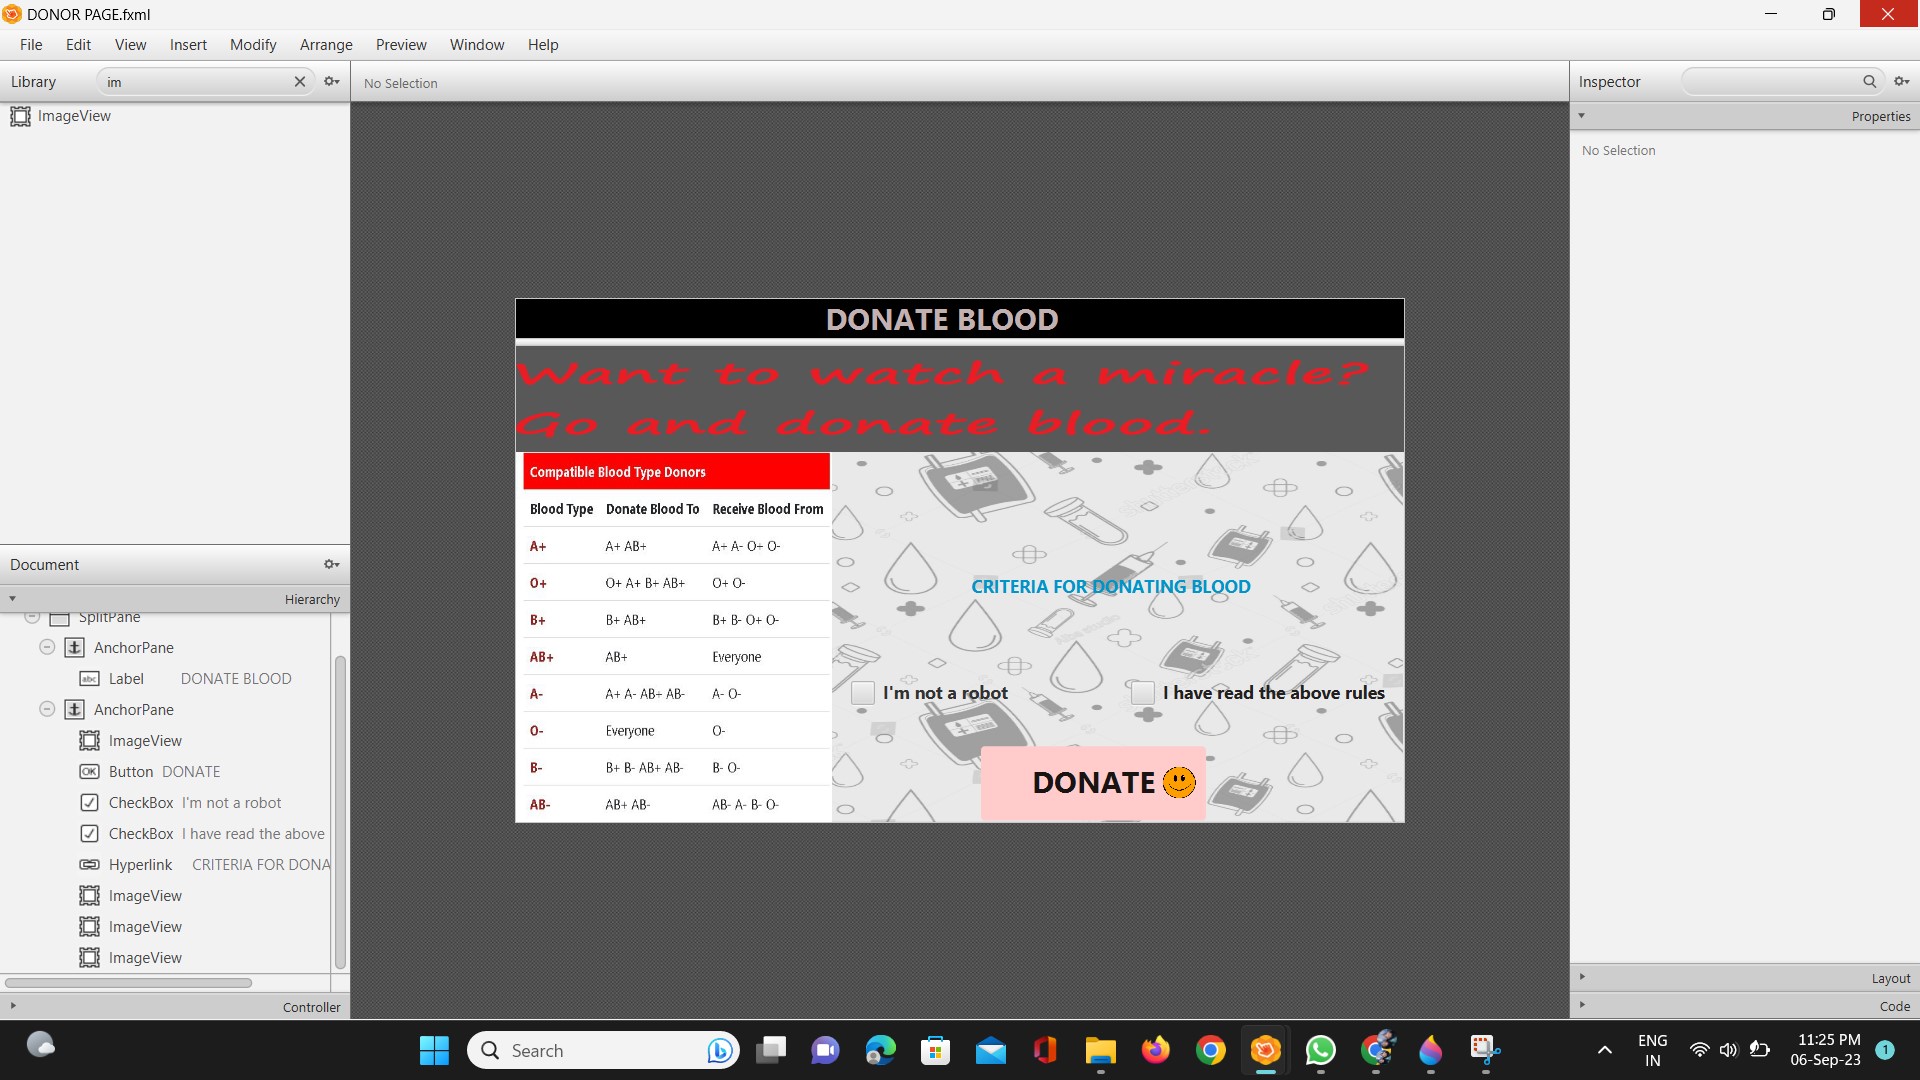 DONOR PAGE.fxml
File Edit View Insert Modify Arrange Preview Window Help
Library im
No Selection
Inspector
ImageView
Properties
No Selection
DONATE BLOOD
Want to watch a miracle?
Go and donate blood.
Compatible Blood Type Donors
Blood Type Donate Blood To Receive Blood From
A+ A+ AB+ A+ A- O+ O-
O+ O+ A+ B+ AB+ O+ O-
B+ B+ AB+ B+ B- O+ O-
AB+ AB+ Everyone
A- A+ A- AB+ AB- A- O-
O- Everyone O-
B- B+ B- AB+ AB- B- O-
AB- AB+ AB- AB- A- B- O-
CRITERIA FOR DONATING BLOOD
I'm not a robot I have read the above rules
DONATE
Document
Hierarchy
SplitPane
AnchorPane
Label DONATE BLOOD
AnchorPane
ImageView
OK Button DONATE
CheckBox I'm not a robot
CheckBox I have read the above
Hyperlink CRITERIA FOR DONA
ImageView
ImageView
ImageView
Controller
Layout
Code
Search
ENG
IN
11:25 PM
06-Sep-23
1